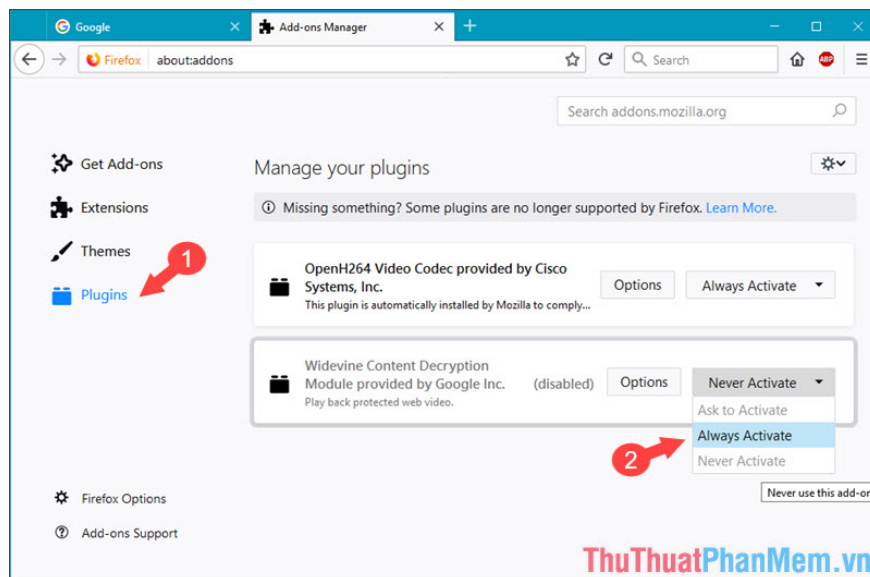 Google
Add-ons Manager
Firefox about:addons
Search
ABP
Search addons.mozilla.org
Get Add-ons
Extensions
Themes
Plugins
1
Manage your plugins
Missing something? Some plugins are no longer supported by Firefox. Learn More.
OpenH264 Video Codec provided by Cisco
Systems, Inc.
This plugin is automatically installed by Mozilla to comply...
Options
Always Activate
Widevine Content Decryption
Module provided by Google Inc.
(disabled)
Play back protected web video.
Options
Never Activate
Ask to Activate
Always Activate
Never Activate
2
Never use this add-on
Firefox Options
Add-ons Support
ThuThuatPhanMem.vn